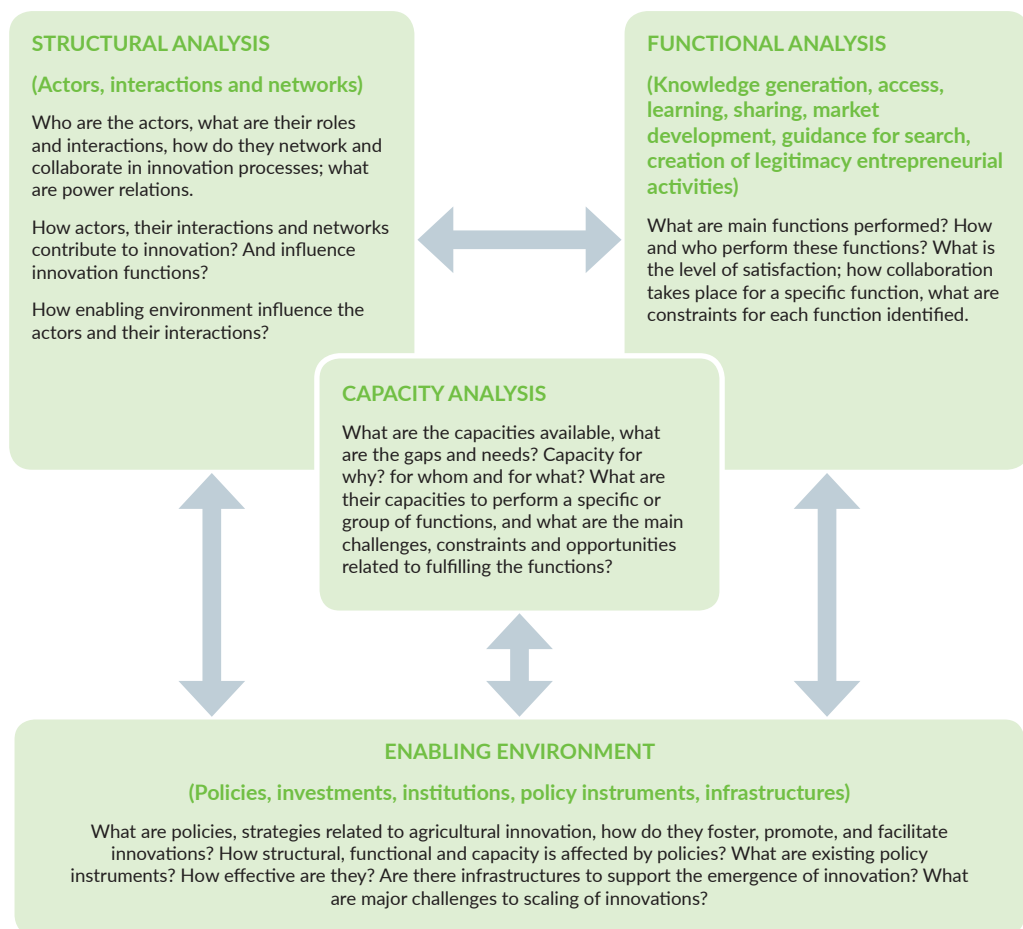 STRUCTURAL ANALYSIS
(Actors, interactions and networks)
Who are the actors, what are their roles
and interactions, how do they network and
collaborate in innovation processes; what
are power relations.
How actors, their interactions and networks
contribute to innovation? And influence
innovation functions?
How enabling environment influence the
actors and their interactions?
FUNCTIONAL ANALYSIS
(Knowledge generation, access,
learning, sharing, market
development, guidance for search,
creation of legitimacy entrepreneurial
activities)
What are main functions performed? How
and who perform these functions? What is
the level of satisfaction; how collaboration
takes place for a specific function, what are
constraints for each function identified.
CAPACITY ANALYSIS
What are the capacities available, what
are the gaps and needs? Capacity for
why? for whom and for what? What are
their capacities to perform a specific or
group of functions, and what are the main
challenges, constraints and opportunities
related to fulfilling the functions?
ENABLING ENVIRONMENT
(Policies, investments, institutions, policy instruments, infrastructures)
What are policies, strategies related to agricultural innovation, how do they foster, promote, and facilitate
innovations? How structural, functional and capacity is affected by policies? What are existing policy
instruments? How effective are they? Are there infrastructures to support the emergence of innovation? What
are major challenges to scaling of innovations?